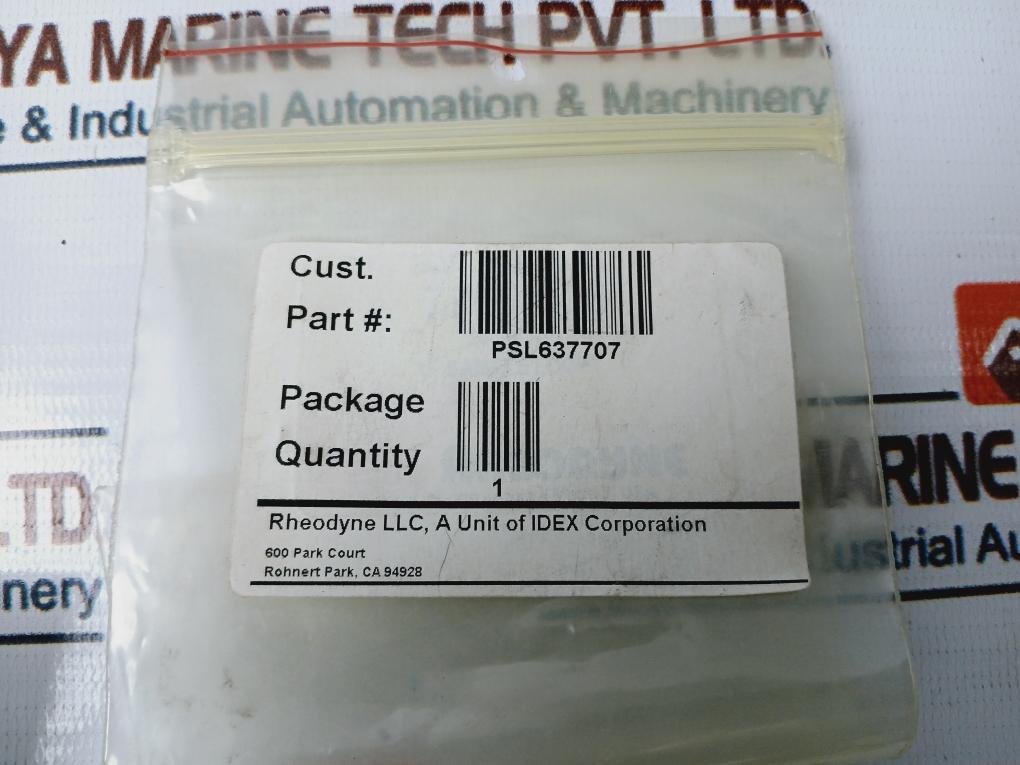 YA MARINE TECH PVT. LTD.
& Industrial Automation & Machinery
Cust.
Part #:
PSL637707
Package
Quantity
1
Rheodyne LLC, A Unit of IDEX Corporation
600 Park Court
Rohnert Park, CA 94928
LTD
nery
ARINE
ustrial Au